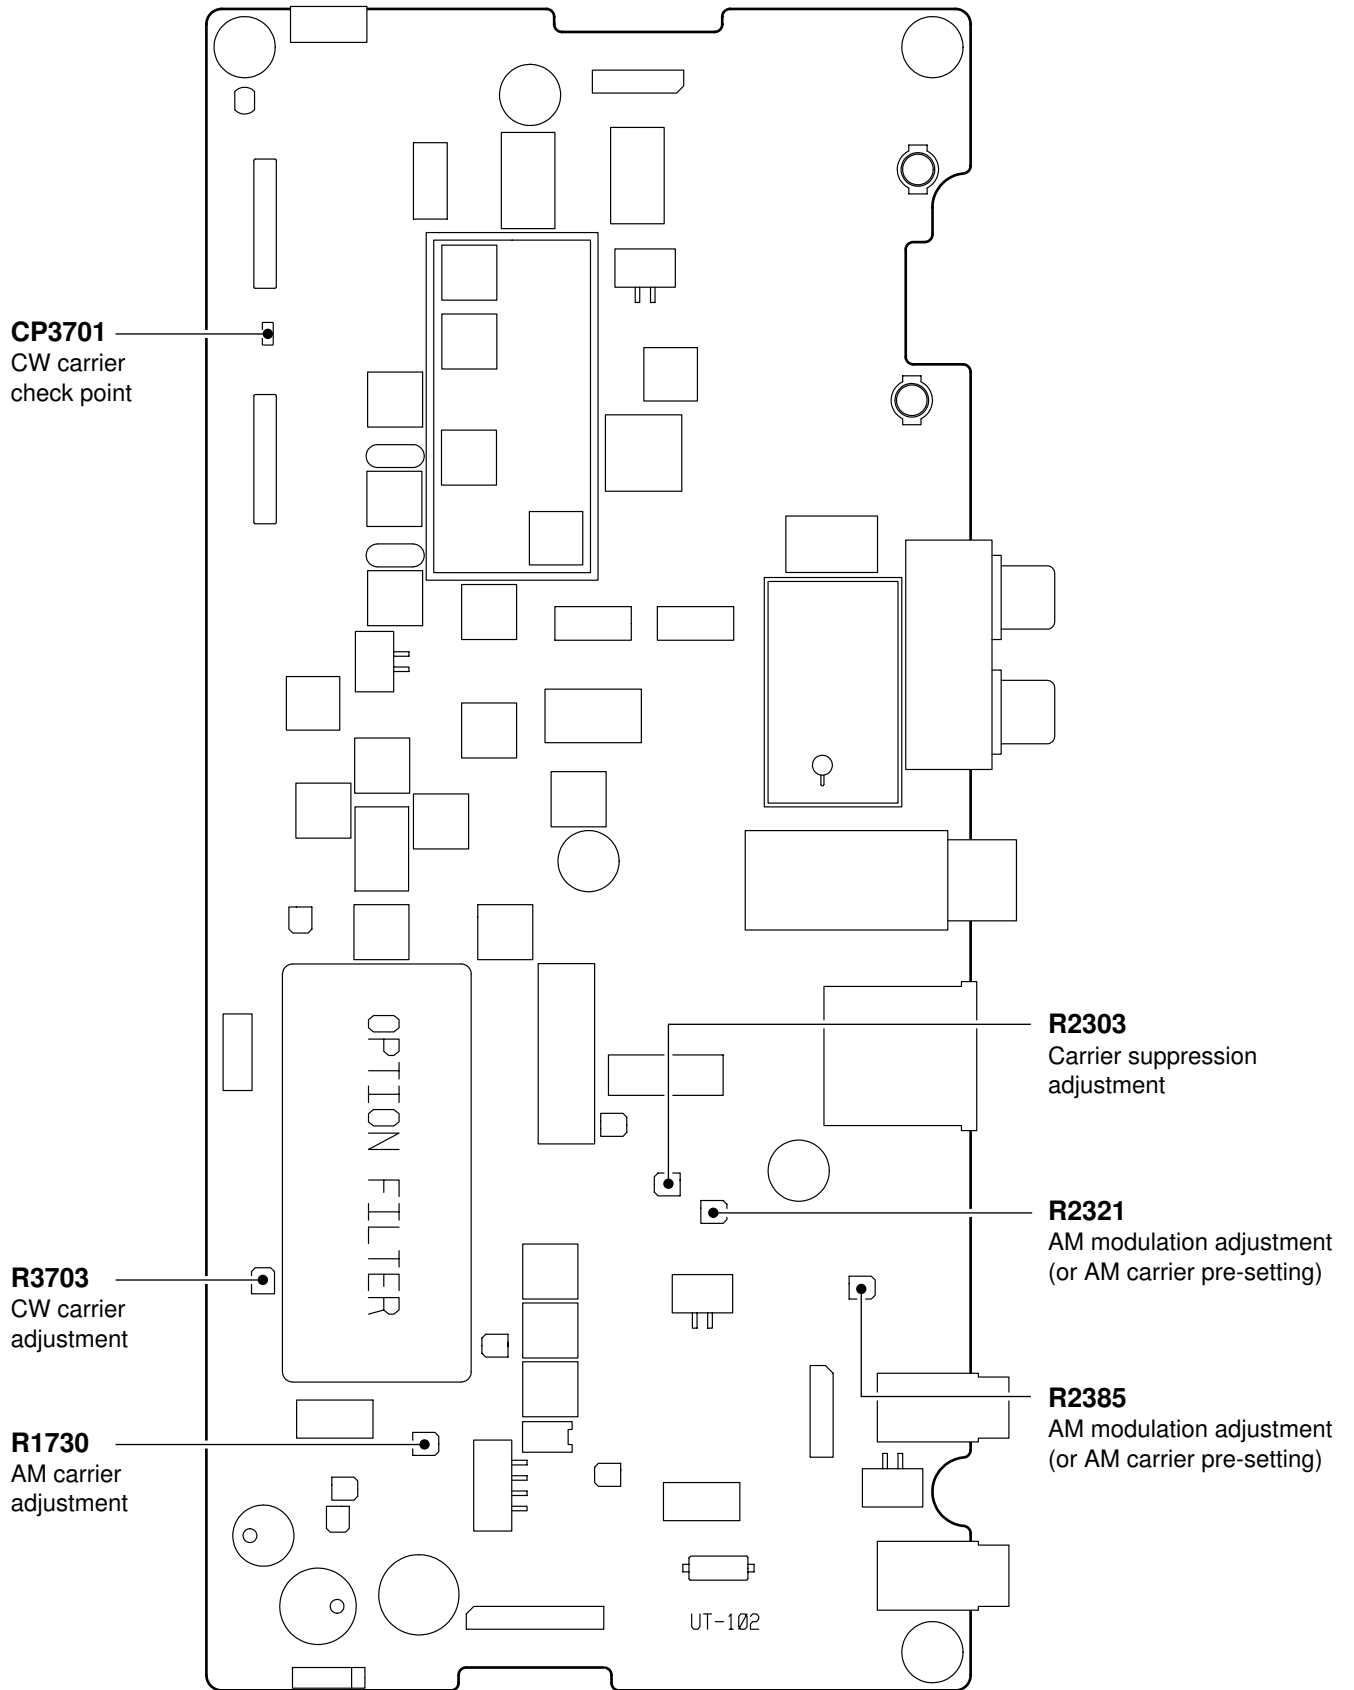 CP3701
CW carrier
check point
OPTION FILTER
R2303
Carrier suppression
adjustment
R2321
AM modulation adjustment
(or AM carrier pre-setting)
R3703
CW carrier
adjustment
R2385
AM modulation adjustment
(or AM carrier pre-setting)
R1730
AM carrier
adjustment
UT-102